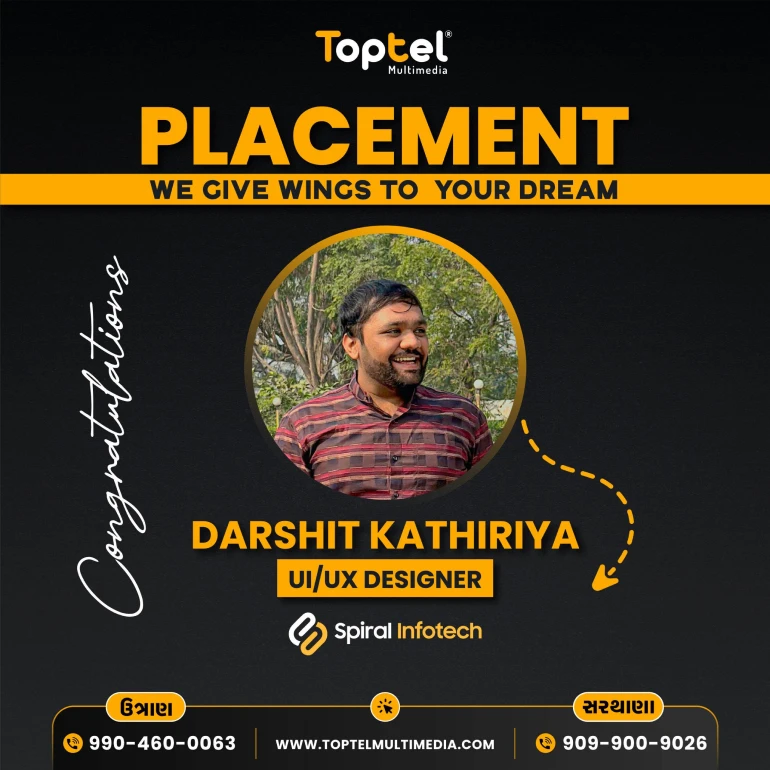 Toptel®
Multimedia
PLACEMENT
WE GIVE WINGS TO YOUR DREAM
Congratulations
DARSHIT KATHIRIYA
UI/UX DESIGNER
Spiral Infotech
ઉત્રાણ
સરથાણા
990-460-0063
WWW.TOPTELMULTIMEDIA.COM
909-900-9026